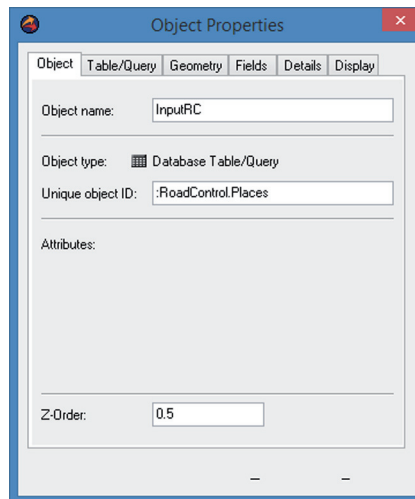 Object Properties
Object Table/Query Geometry Fields Details Display
Object name: InputRC
Object type: Database Table/Query
Unique object ID: :RoadControl.Places
Attributes:
Z-Order: 0.5